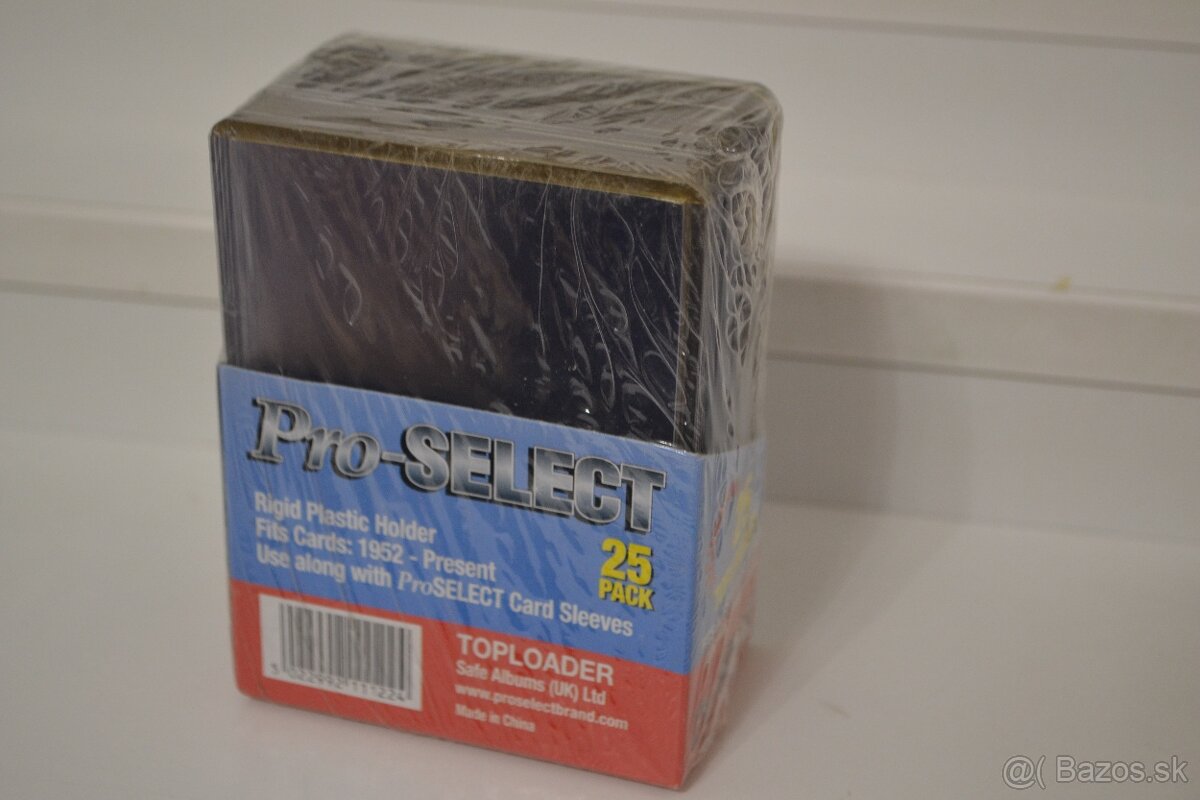 Pro-SELECT
Rigid Plastic Holder
Fits Cards: 1952 - Present
Use along with ProSELECT Card Sleeves
25
PACK
TOPLOADER
Safe Albums (UK) Ltd
www.proselectbrand.com
Made in China
@( Bazos.sk